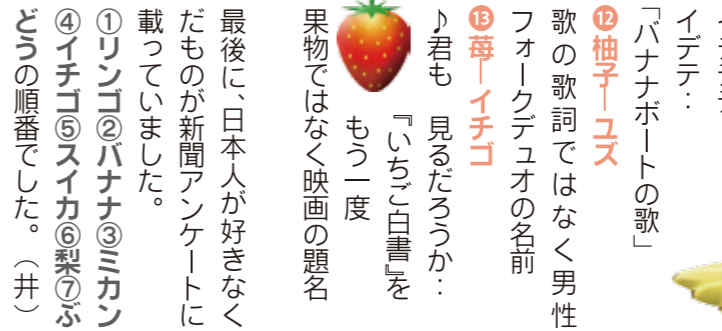 イデデ‥
「バナナボートの歌」
⑫柚子―ユズ
歌の歌詞ではなく男性
フォークデュオの名前
⑬苺―イチゴ
♪君も 見るだろうか‥
『いちご白書』を
もう一度
果物ではなく映画の題名
最後に、日本人が好きなく
だものが新聞アンケートに
載っていました。
①リンゴ②バナナ③ミカン
④イチゴ⑤スイカ⑥梨⑦ぶ
どうの順番でした。（井）